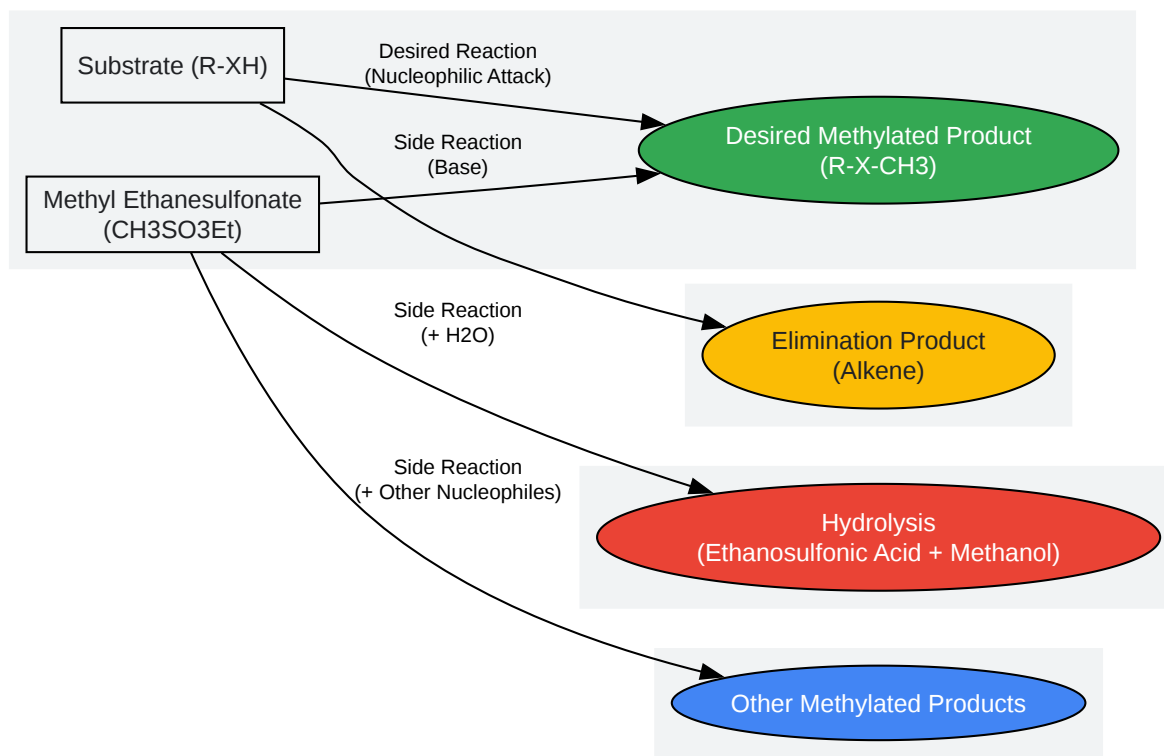 Substrate (R-XH)
Desired Reaction
(Nucleophilic Attack)
Desired Methylated Product
(R-X-CH3)
Side Reaction
(Base)
Methyl Ethanesulfonate
(CH3SO3Et)
Side Reaction
(+ H2O)
Elimination Product
(Alkene)
Side Reaction
(+ Other Nucleophiles)
Hydrolysis
(Ethanosulfonic Acid + Methanol)
Other Methylated Products